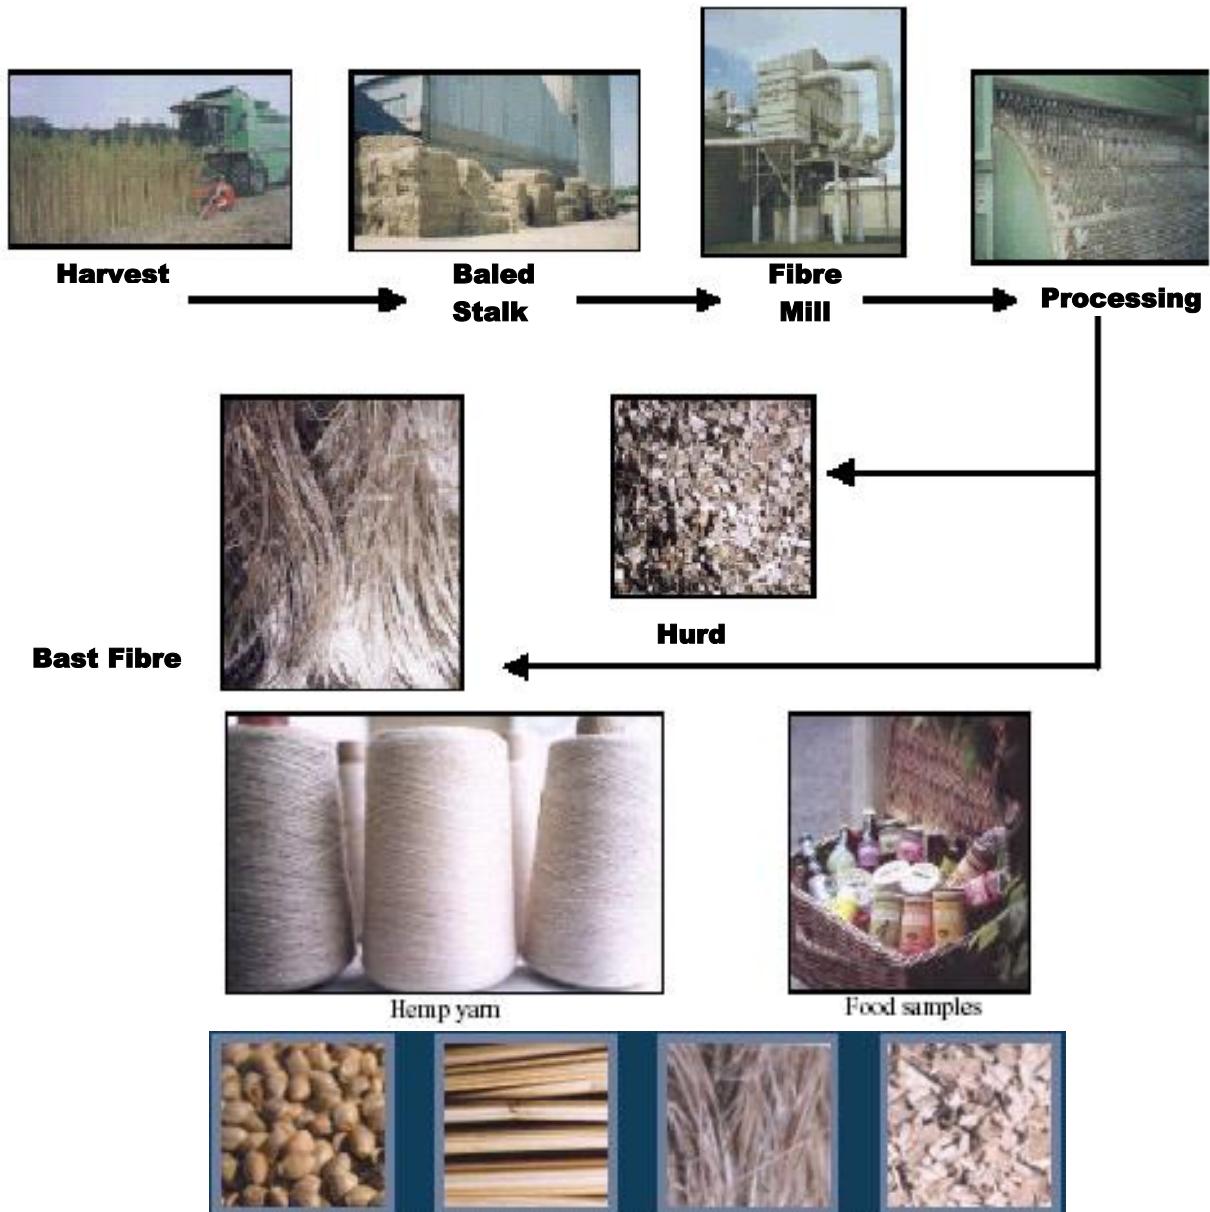 Harvest
Baled
Stalk
Fibre
Mill
Processing
Hurd
Bast Fibre
Hemp yarn
Food samples